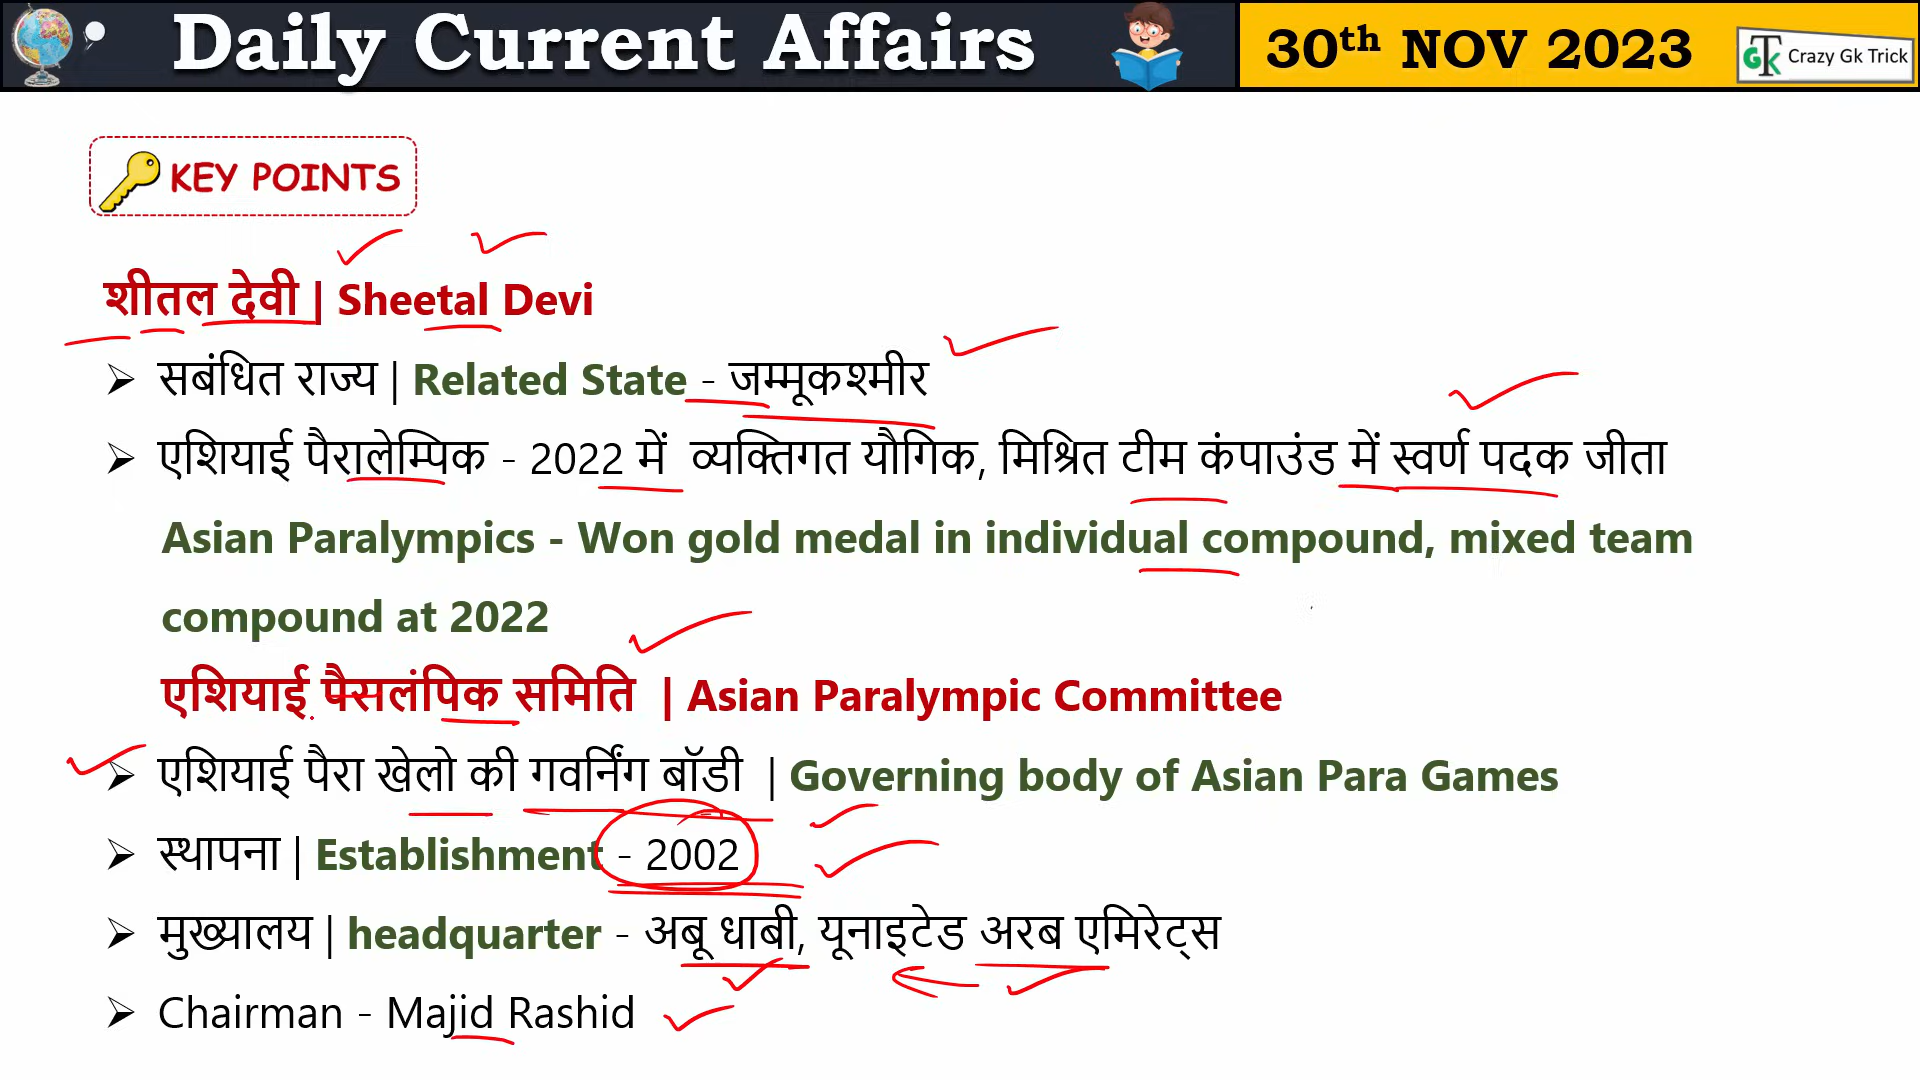 Daily Current Affairs
30th NOV 2023
GTK Crazy Gk Trick
KEY POINTS
शीतल देवी | Sheetal Devi
सबंधित राज्य | Related State - जम्मूकश्मीर
एशियाई पैरालेम्पिक - 2022 में व्यक्तिगत यौगिक, मिश्रित टीम कंपाउंड में स्वर्ण पदक जीता
Asian Paralympics - Won gold medal in individual compound, mixed team
compound at 2022
एशियाई पैसलंपिक समिति | Asian Paralympic Committee
एशियाई पैरा खेलो की गवर्निंग बॉडी | Governing body of Asian Para Games
स्थापना | Establishment - 2002
मुख्यालय | headquarter - अबू धाबी, यूनाइटेड अरब एमिरेट्स
Chairman - Majid Rashid